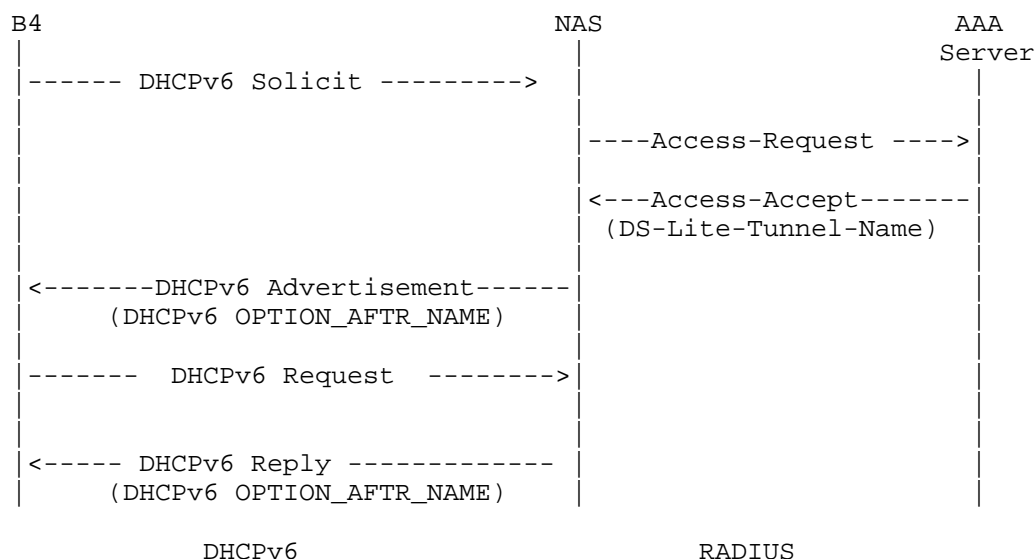 B4 NAS AAA
Server
------ DHCPv6 Solicit --------->
----Access-Request ---->
<---Access-Accept-------
(DS-Lite-Tunnel-Name)
<-------DHCPv6 Advertisement------
(DHCPv6 OPTION_AFTR_NAME)
------- DHCPv6 Request -------->
<----- DHCPv6 Reply -------------
(DHCPv6 OPTION_AFTR_NAME)
DHCPv6 RADIUS